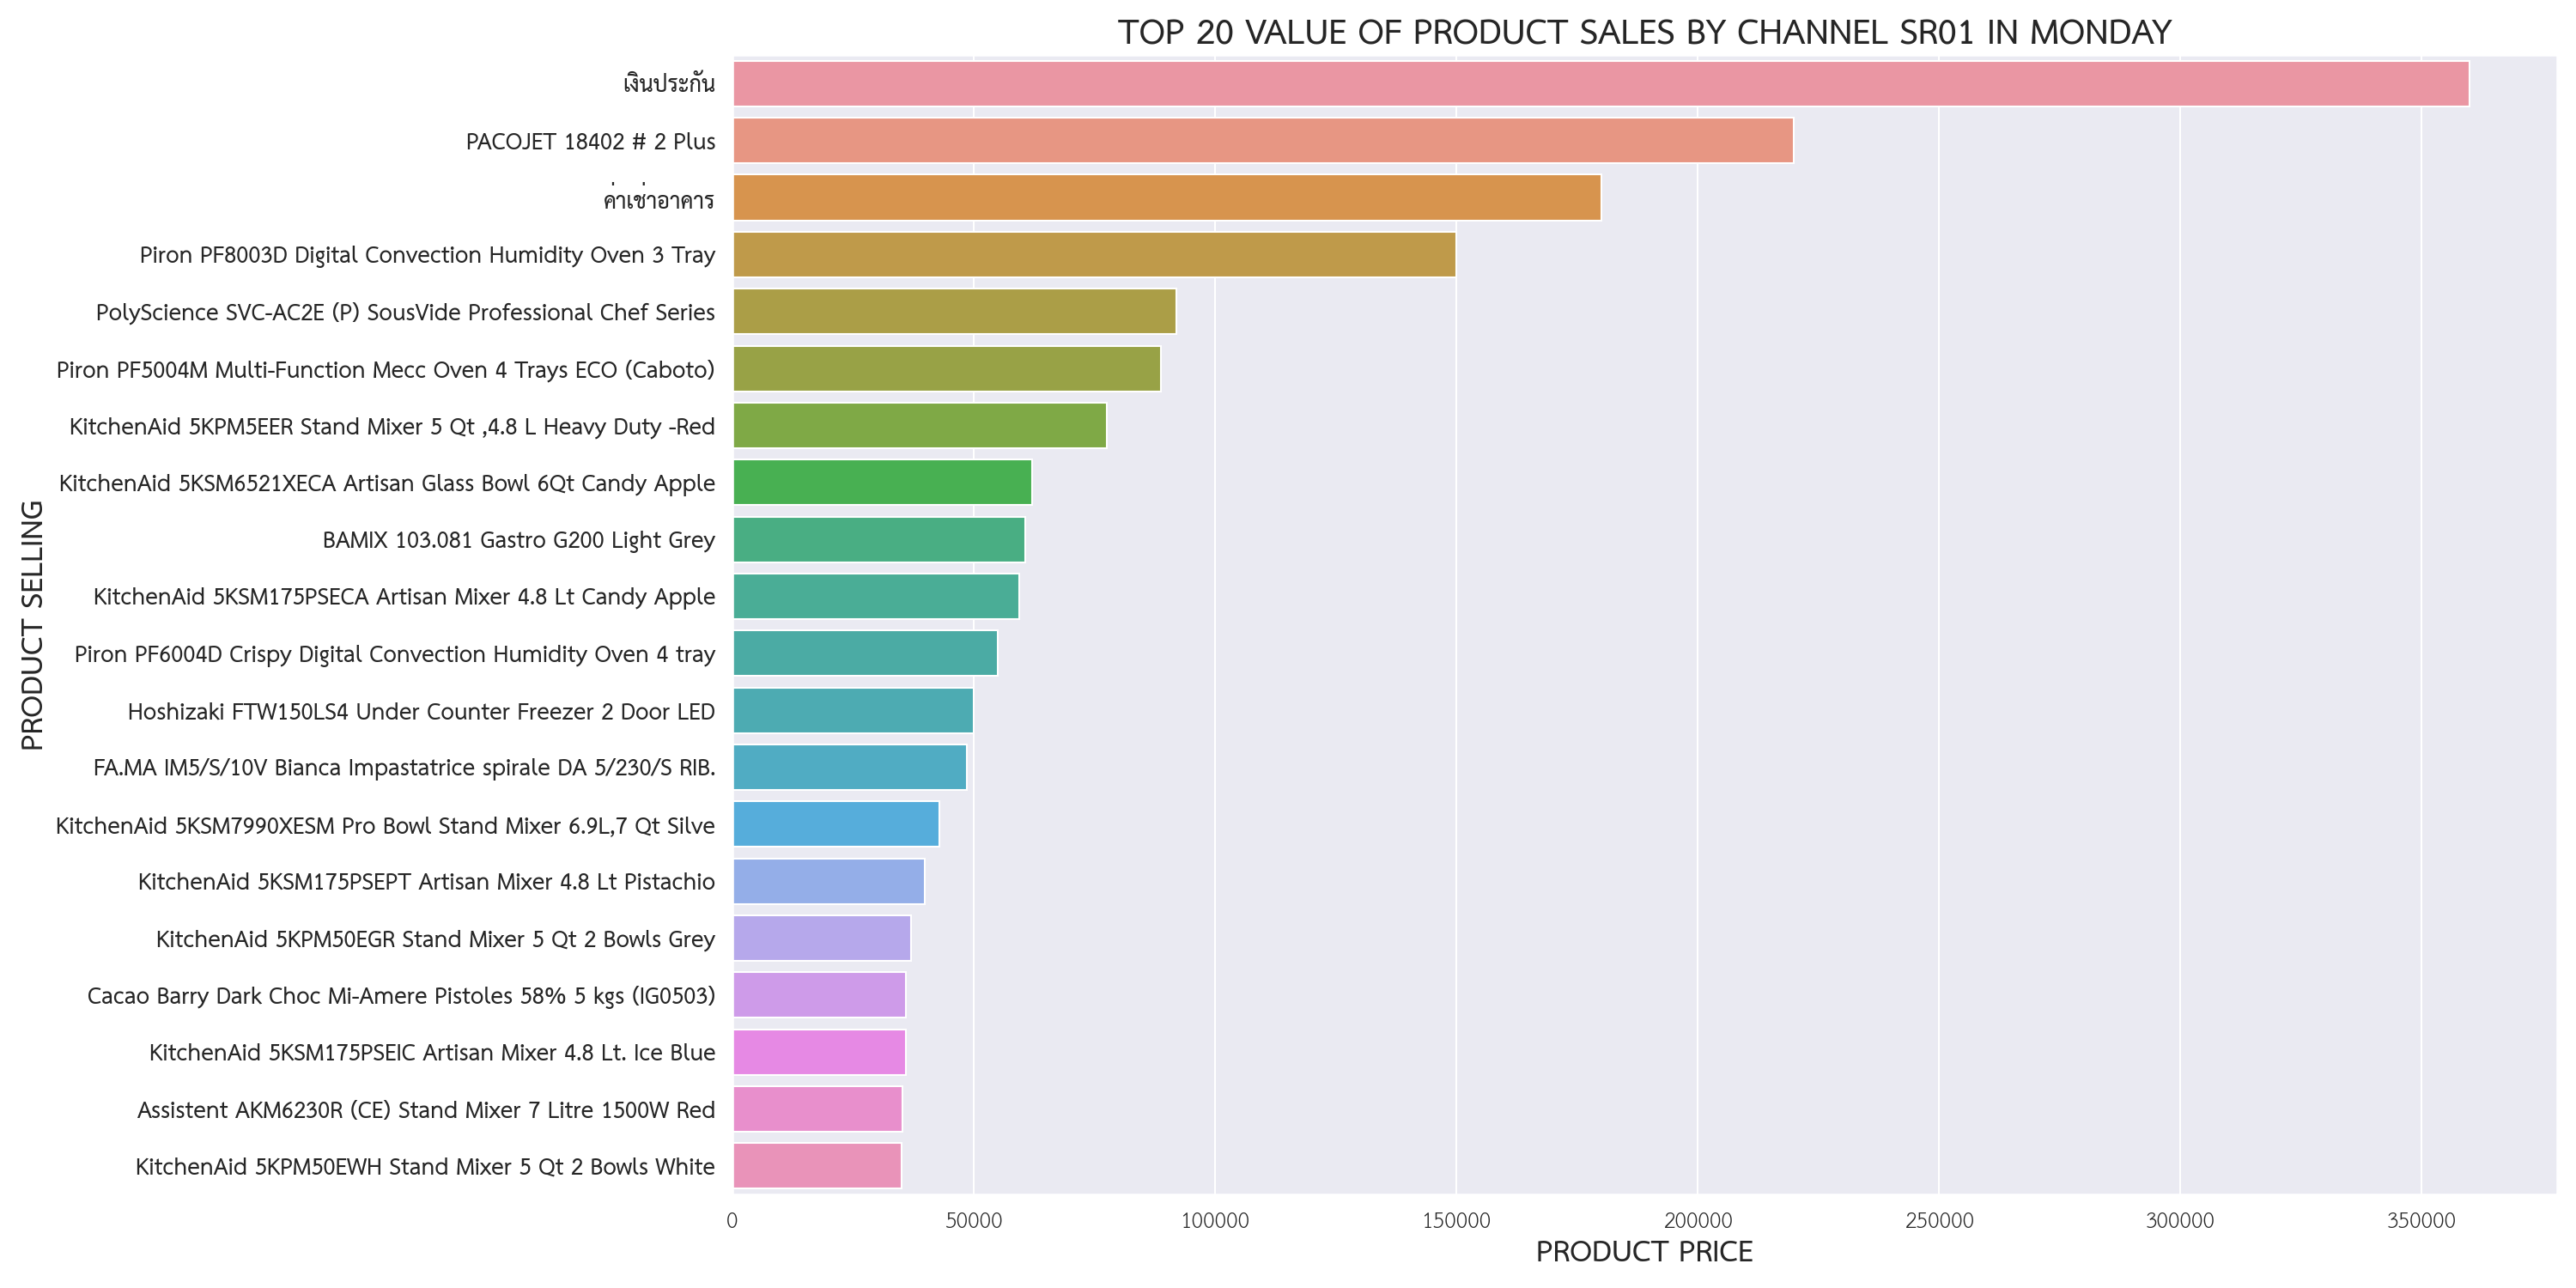 TOP 20 VALUE OF PRODUCT SALES BY CHANNEL SR01 IN MONDAY
PRODUCT SELLING
เงินประกัน
PACOJET 18402 # 2 Plus
ค่าเช่าอาคาร
Piron PF8003D Digital Convection Humidity Oven 3 Tray
PolyScience SVC-AC2E (P) SousVide Professional Chef Series
Piron PF5004M Multi-Function Mecc Oven 4 Trays ECO (Caboto)
KitchenAid 5KPM5EER Stand Mixer 5 Qt ,4.8 L Heavy Duty -Red
KitchenAid 5KSM6521XECA Artisan Glass Bowl 6Qt Candy Apple
BAMIX 103.081 Gastro G200 Light Grey
KitchenAid 5KSM175PSECA Artisan Mixer 4.8 Lt Candy Apple
Piron PF6004D Crispy Digital Convection Humidity Oven 4 tray
Hoshizaki FTW150LS4 Under Counter Freezer 2 Door LED
FA.MA IM5/S/10V Bianca Impastatrice spirale DA 5/230/S RIB.
KitchenAid 5KSM7990XESM Pro Bowl Stand Mixer 6.9L,7 Qt Silve
KitchenAid 5KSM175PSEPT Artisan Mixer 4.8 Lt Pistachio
KitchenAid 5KPM50EGR Stand Mixer 5 Qt 2 Bowls Grey
Cacao Barry Dark Choc Mi-Amere Pistoles 58% 5 kgs (IG0503)
KitchenAid 5KSM175PSEIC Artisan Mixer 4.8 Lt. Ice Blue
Assistent AKM6230R (CE) Stand Mixer 7 Litre 1500W Red
KitchenAid 5KPM50EWH Stand Mixer 5 Qt 2 Bowls White
0 50000 100000 150000 200000 250000 300000 350000
PRODUCT PRICE